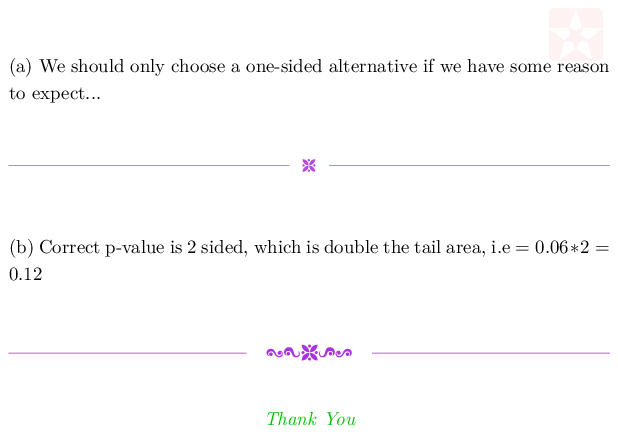 (a) We should only choose a one-sided alternative if we have some reason
to expect...
(b) Correct p-value is 2 sided, which is double the tail area, i.e = 0.06*2 =
0.12
Thank You